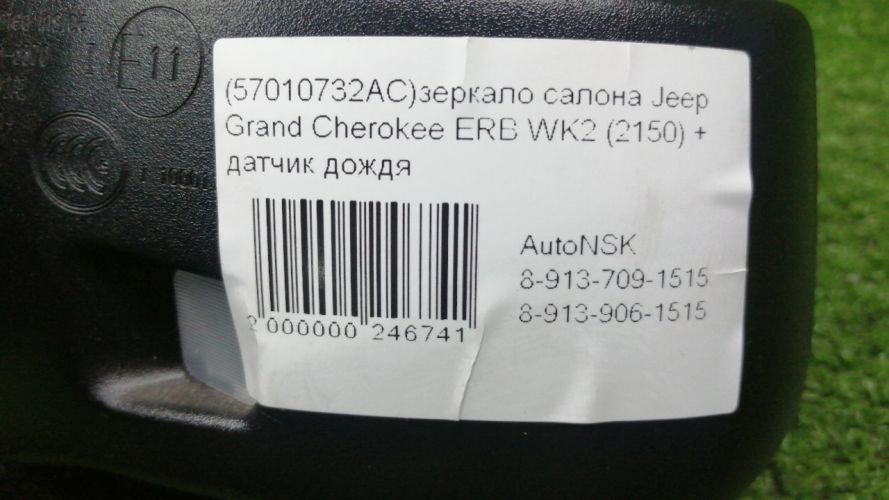 E11
(57010732AC)зеркало салона Jeep
Grand Cherokee ERB WK2 (2150) +
датчик дождя
AutoNSK
8-913-709-1515
8-913-906-1515
2 000000 246741